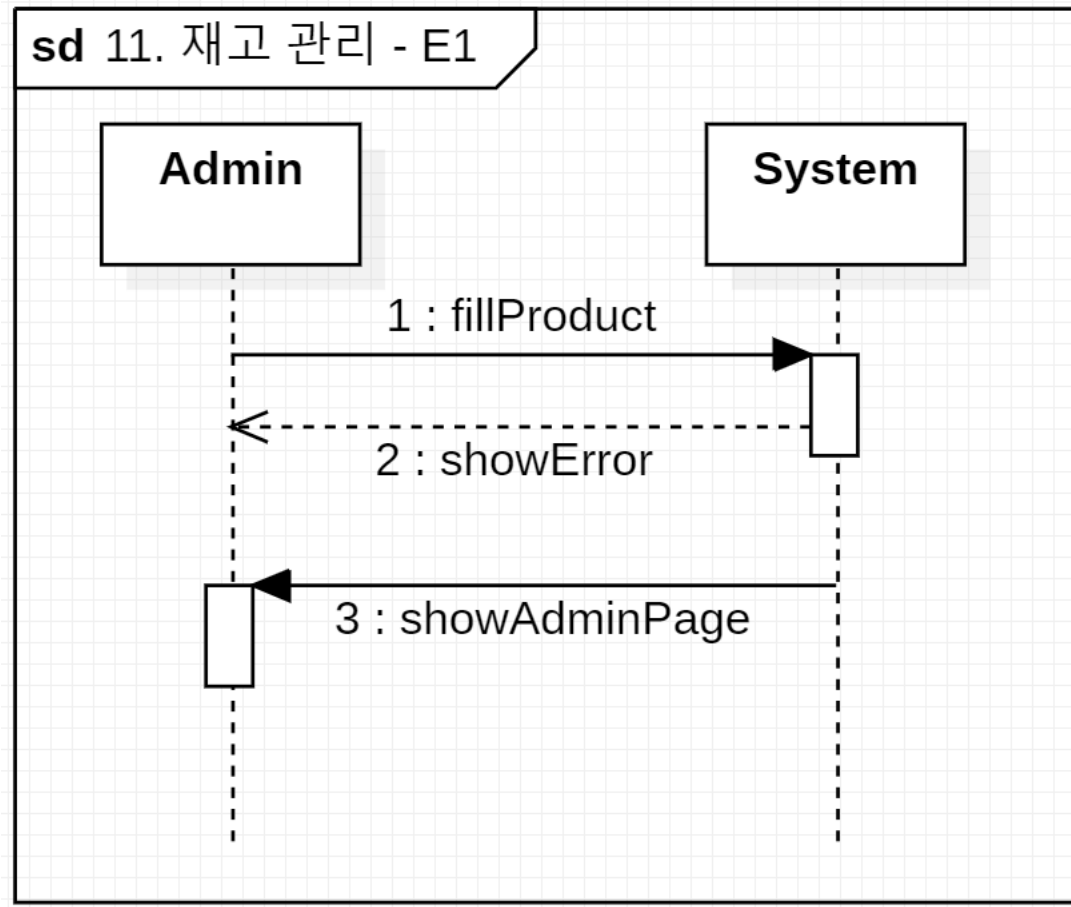 sd 11. 재고 관리 - E1
Admin
System
1 : fillProduct
2 : showError
3 : showAdminPage